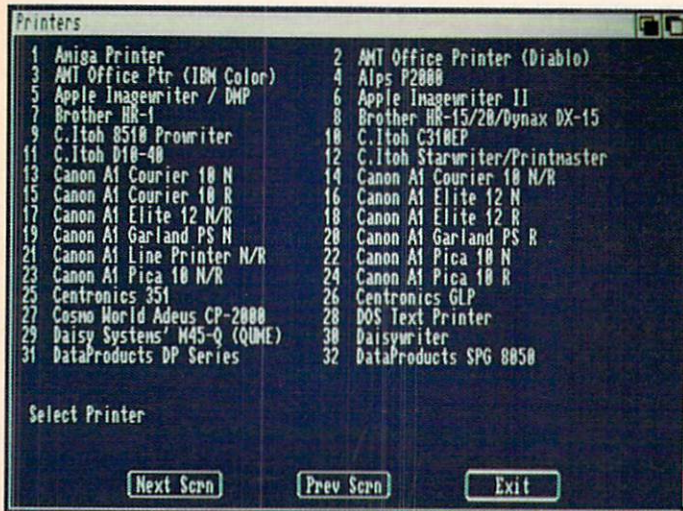 Printers
1 Amiga Printer 2 AMT Office Printer (Diablo)
3 AMT Office Ptr (IBM Color) 4 Alps P2000
5 Apple Imagewriter / DMP 6 Apple Imagewriter II
7 Brother HR-1 8 Brother HR-15/20/Dynax DX-15
9 C.Itoh 8510 Prowriter 10 C.Itoh C310EP
11 C.Itoh D10-40 12 C.Itoh Starwriter/Printmaster
13 Canon A1 Courier 10 N 14 Canon A1 Courier 10 N/R
15 Canon A1 Courier 10 R 16 Canon A1 Elite 12 N
17 Canon A1 Elite 12 N/R 18 Canon A1 Elite 12 R
19 Canon A1 Garland PS N 20 Canon A1 Garland PS R
21 Canon A1 Line Printer N/R 22 Canon A1 Pica 10 N
23 Canon A1 Pica 10 N/R 24 Canon A1 Pica 10 R
25 Centronics 351 26 Centronics GLP
27 Cosmo World Adeus CP-2000 28 DOS Text Printer
29 Daisy Systems' M45-Q (QUME) 30 Daisywriter
31 DataProducts DP Series 32 DataProducts SPG 8050
Select Printer
Next Scrn Prev Scrn Exit